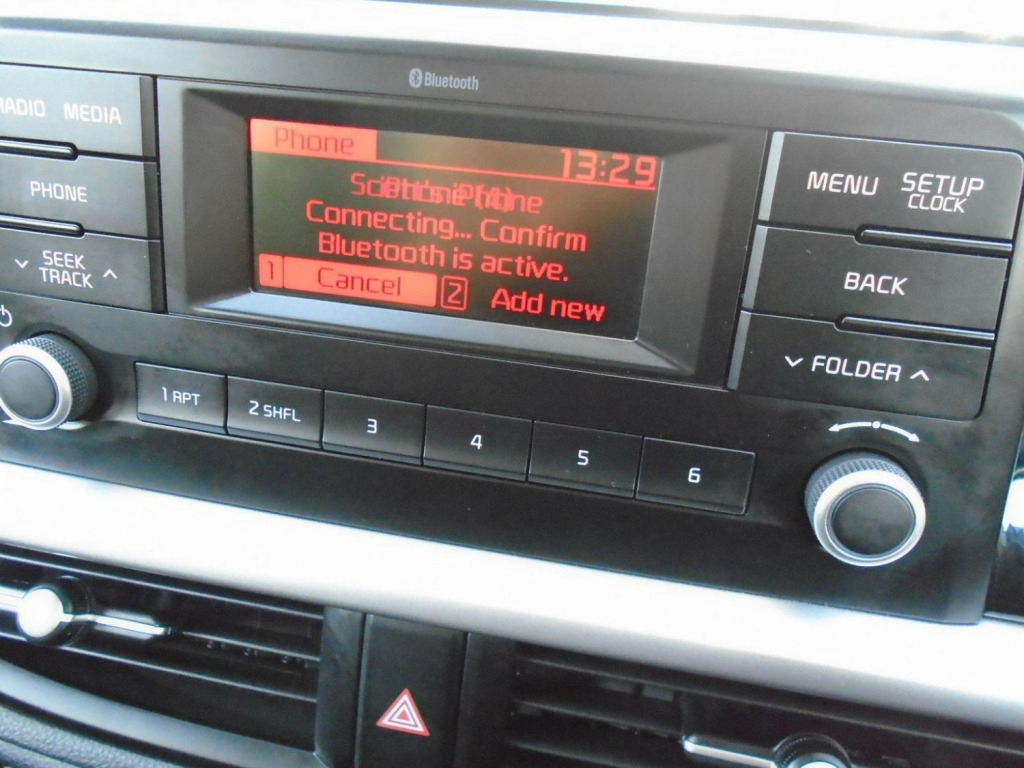 Bluetooth
RADIO MEDIA
PHONE
SEEK
TRACK
Phone
13:29
Connecting... Confirm
Bluetooth is active.
1 Cancel 2 Add new
MENU SETUP
CLOCK
BACK
FOLDER
1 RPT
2 SHFL
3
4
5
6